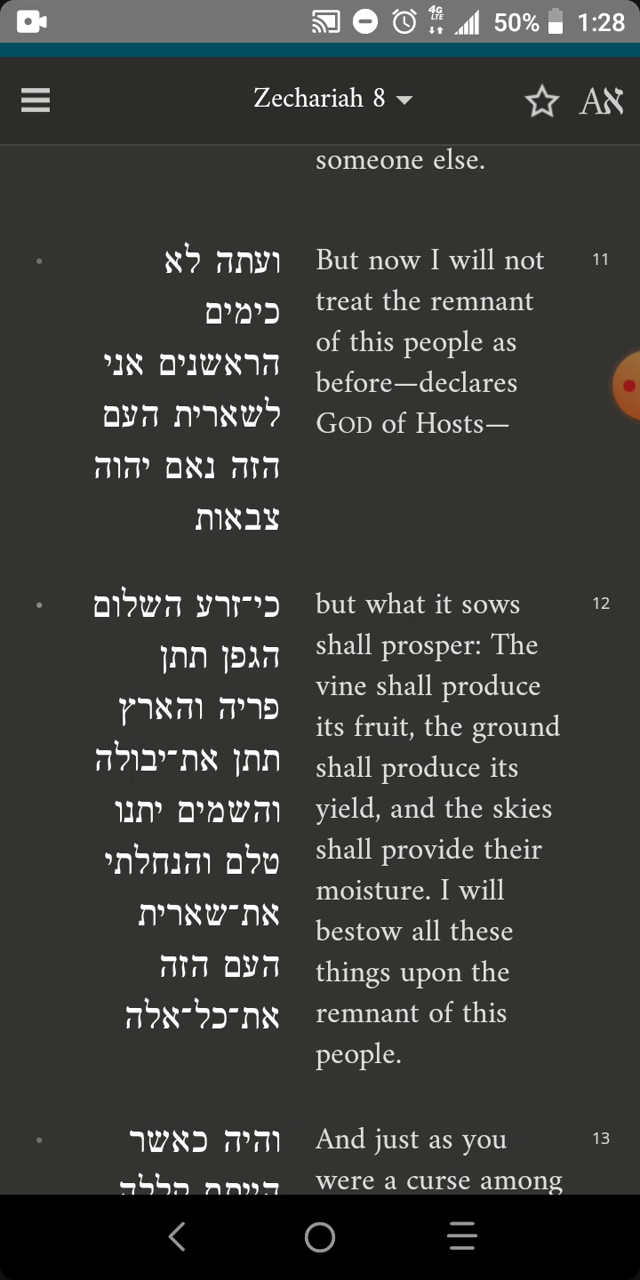 4G
LTE
50%
1:28
Zechariah 8
Aא
someone else.
ועתה לא
כימים
הראשנים אני
לשארית העם
הזה נאם יהוה
צבאות
But now I will not
treat the remnant
of this people as
before—declares
GOD of Hosts—
11
כי־זרע השלום
הגפן תתן
פריה והארץ
תתן את־יבולה
והשמים יתנו
טלם והנחלתי
את־שארית
העם הזה
את־כל־אלה
but what it sows
shall prosper: The
vine shall produce
its fruit, the ground
shall produce its
yield, and the skies
shall provide their
moisture. I will
bestow all these
things upon the
remnant of this
people.
12
והיה כאשר
הייתם קללה
And just as you
were a curse among
13